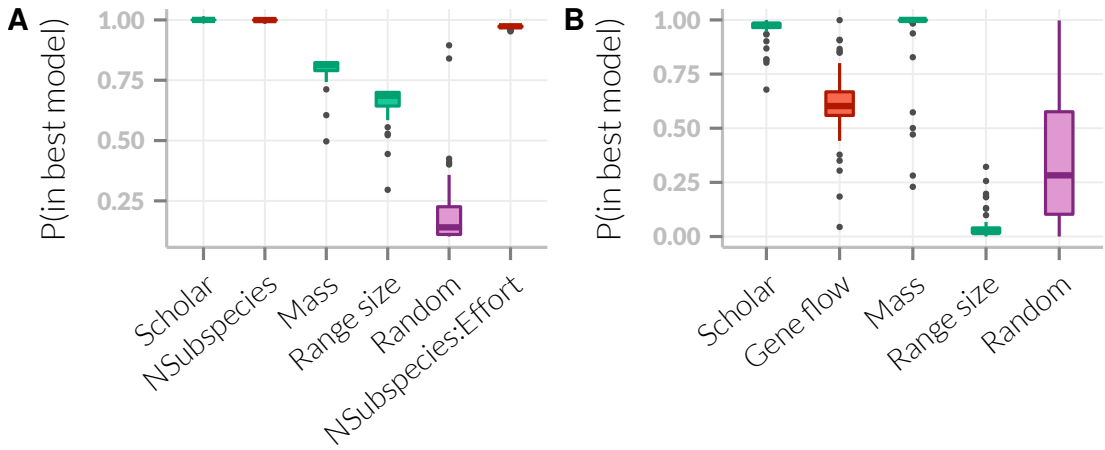 A
P(in best model)
1.00
0.75
0.50
0.25
Scholar
NSubspecies
Mass
Range size
Random
NSubspecies:Effort
B
P(in best model)
1.00
0.75
0.50
0.25
0.00
Scholar
Gene flow
Mass
Range size
Random